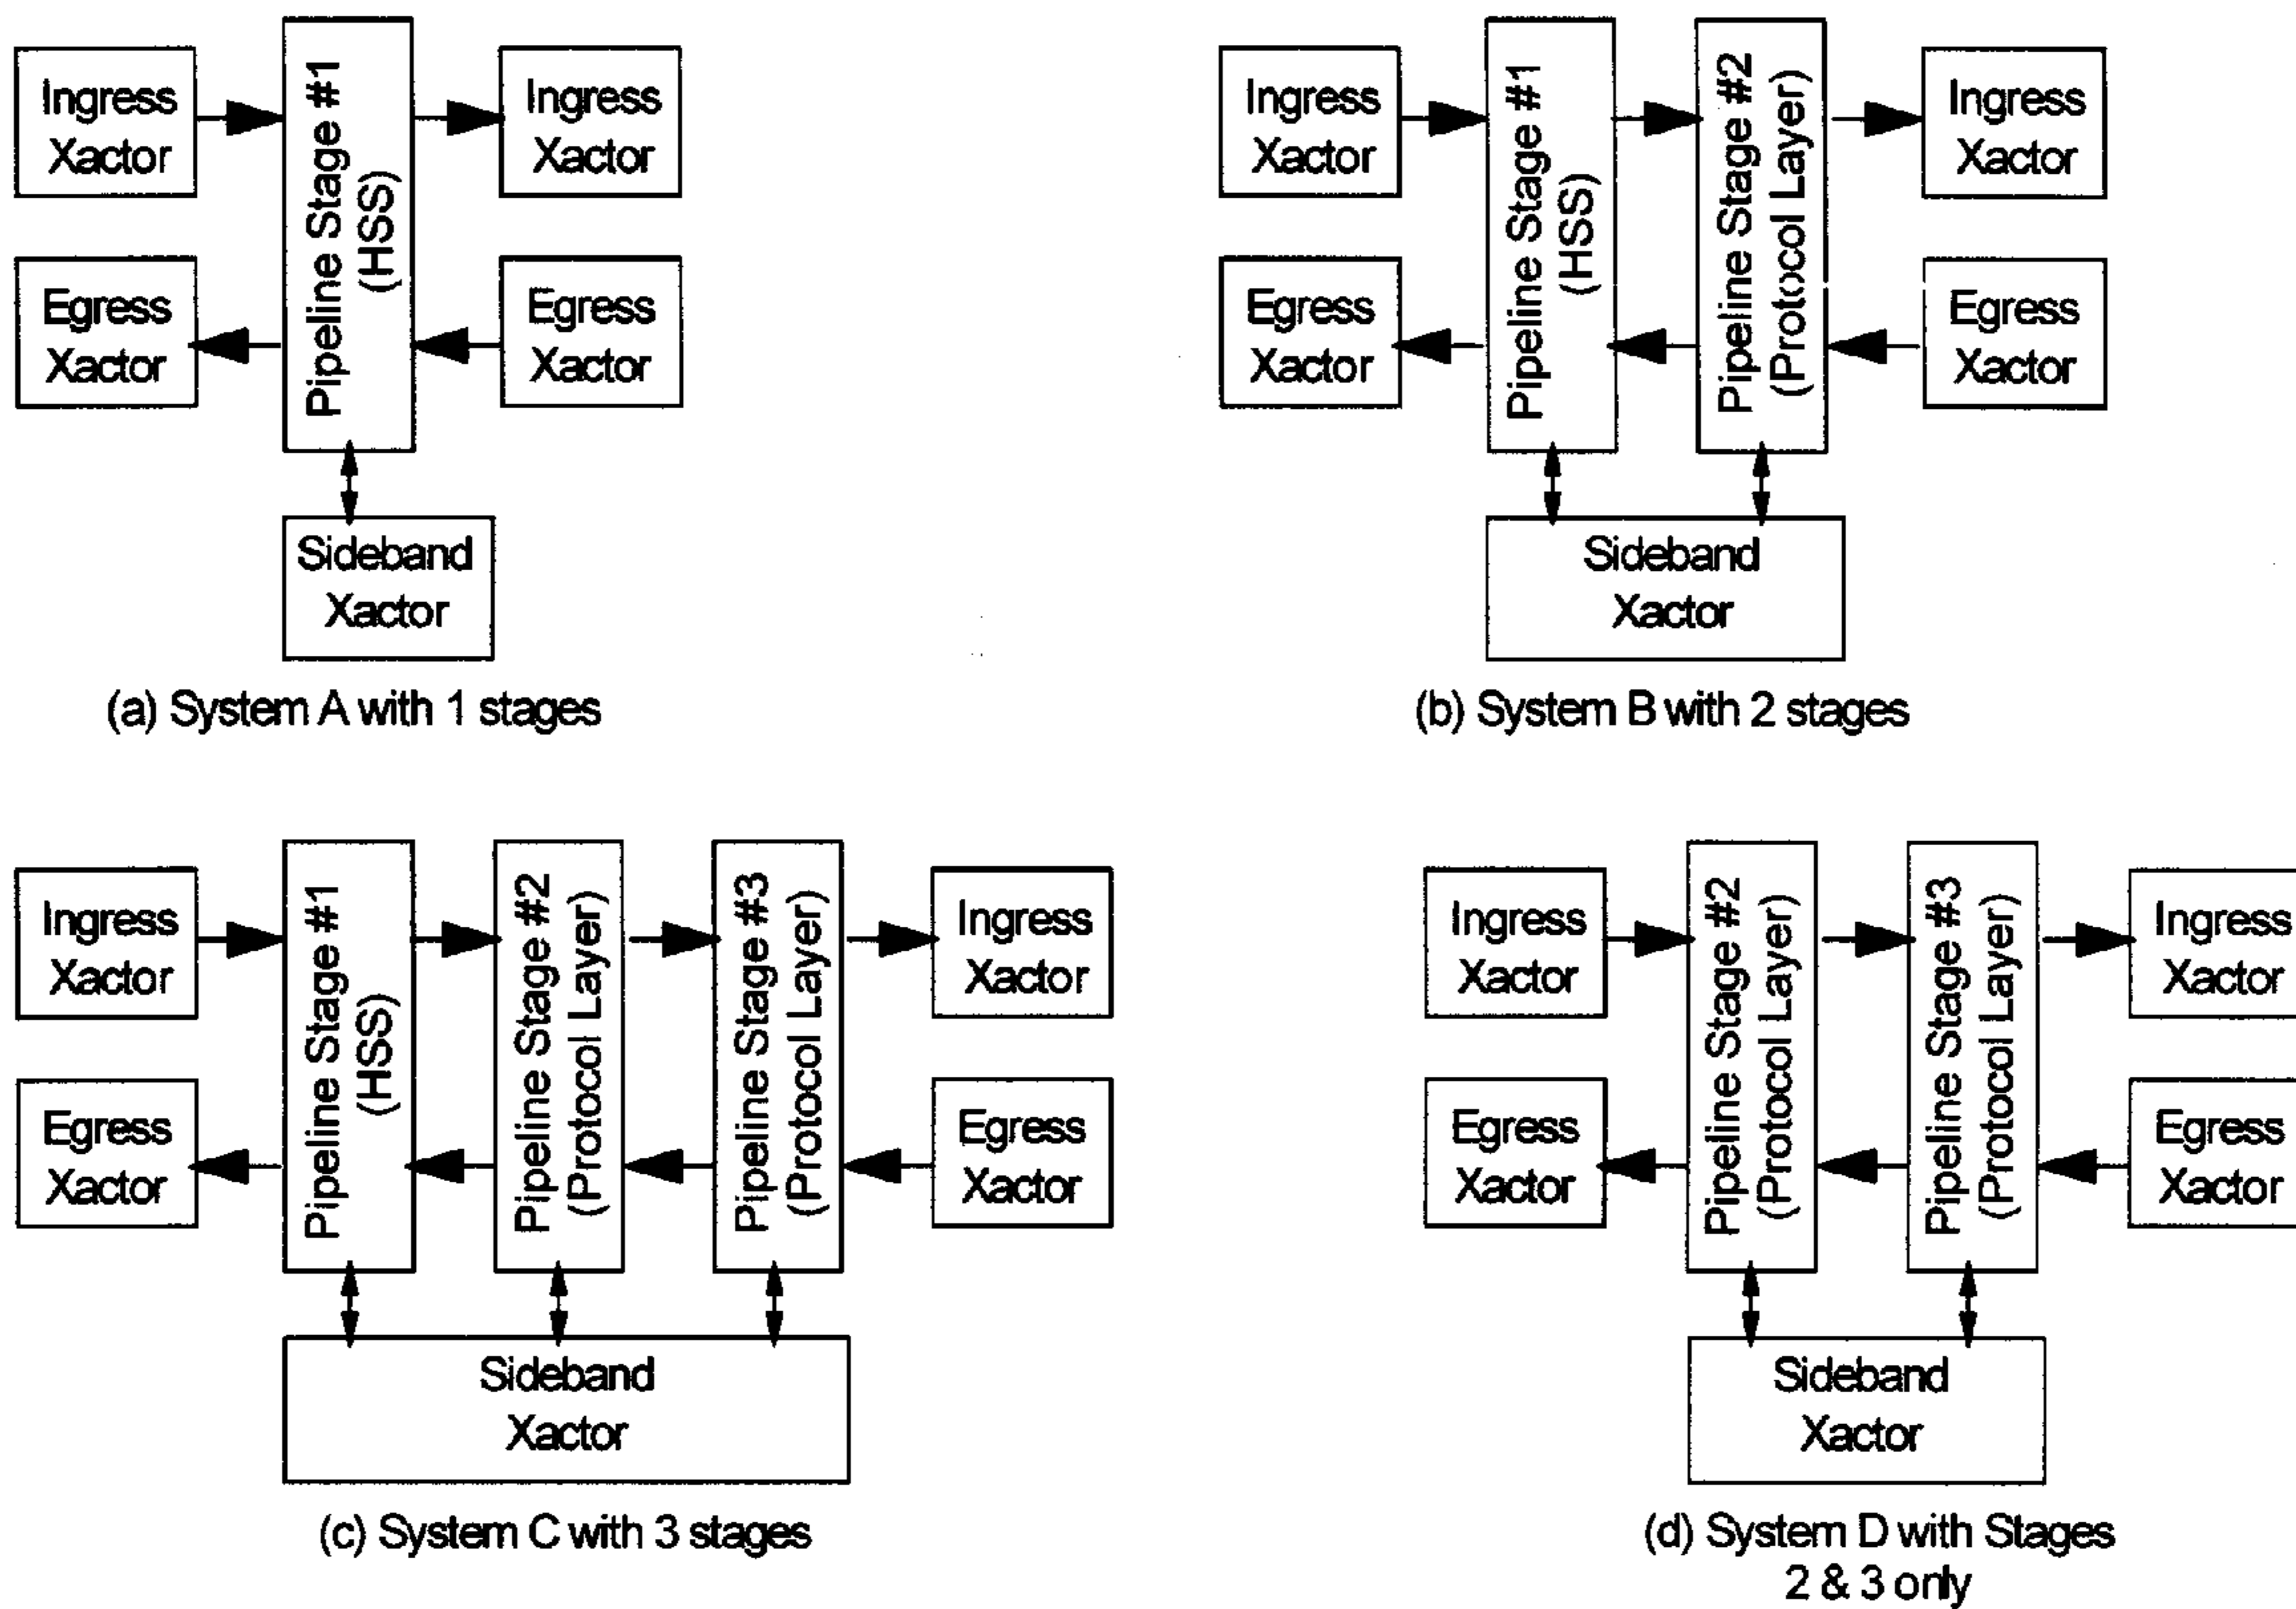 Ingress
Xactor
Egress
Xactor
Pipeline Stage #1
(HSS)
Ingress
Xactor
Egress
Xactor
Sideband
Xactor
(a) System A with 1 stages
Ingress
Xactor
Egress
Xactor
Pipeline Stage #1
(HSS)
Pipeline Stage #2
(Protocol Layer)
Ingress
Xactor
Egress
Xactor
Sideband
Xactor
(b) System B with 2 stages
Ingress
Xactor
Egress
Xactor
Pipeline Stage #1
(HSS)
Pipeline Stage #2
(Protocol Layer)
Pipeline Stage #3
(Protocol Layer)
Ingress
Xactor
Egress
Xactor
Sideband
Xactor
(c) System C with 3 stages
Ingress
Xactor
Egress
Xactor
Pipeline Stage #2
(Protocol Layer)
Pipeline Stage #3
(Protocol Layer)
Ingress
Xactor
Egress
Xactor
Sideband
Xactor
(d) System D with Stages
2 & 3 only